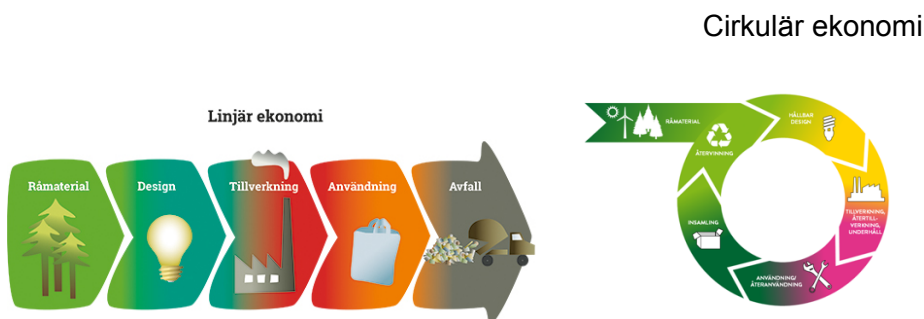 Cirkulär ekonomi
Linjär ekonomi
Råmaterial
Design
Tillverkning
Användning
Avfall
RÅMATERIAL
HÅLLBAR
DESIGN
TILLVERKNING,
ÅTERTILL-
VERKNING,
UNDERHÅLL
ANVÄNDNING/
ÅTERANVÄNDNING
INSAMLING
ÅTERVINNING